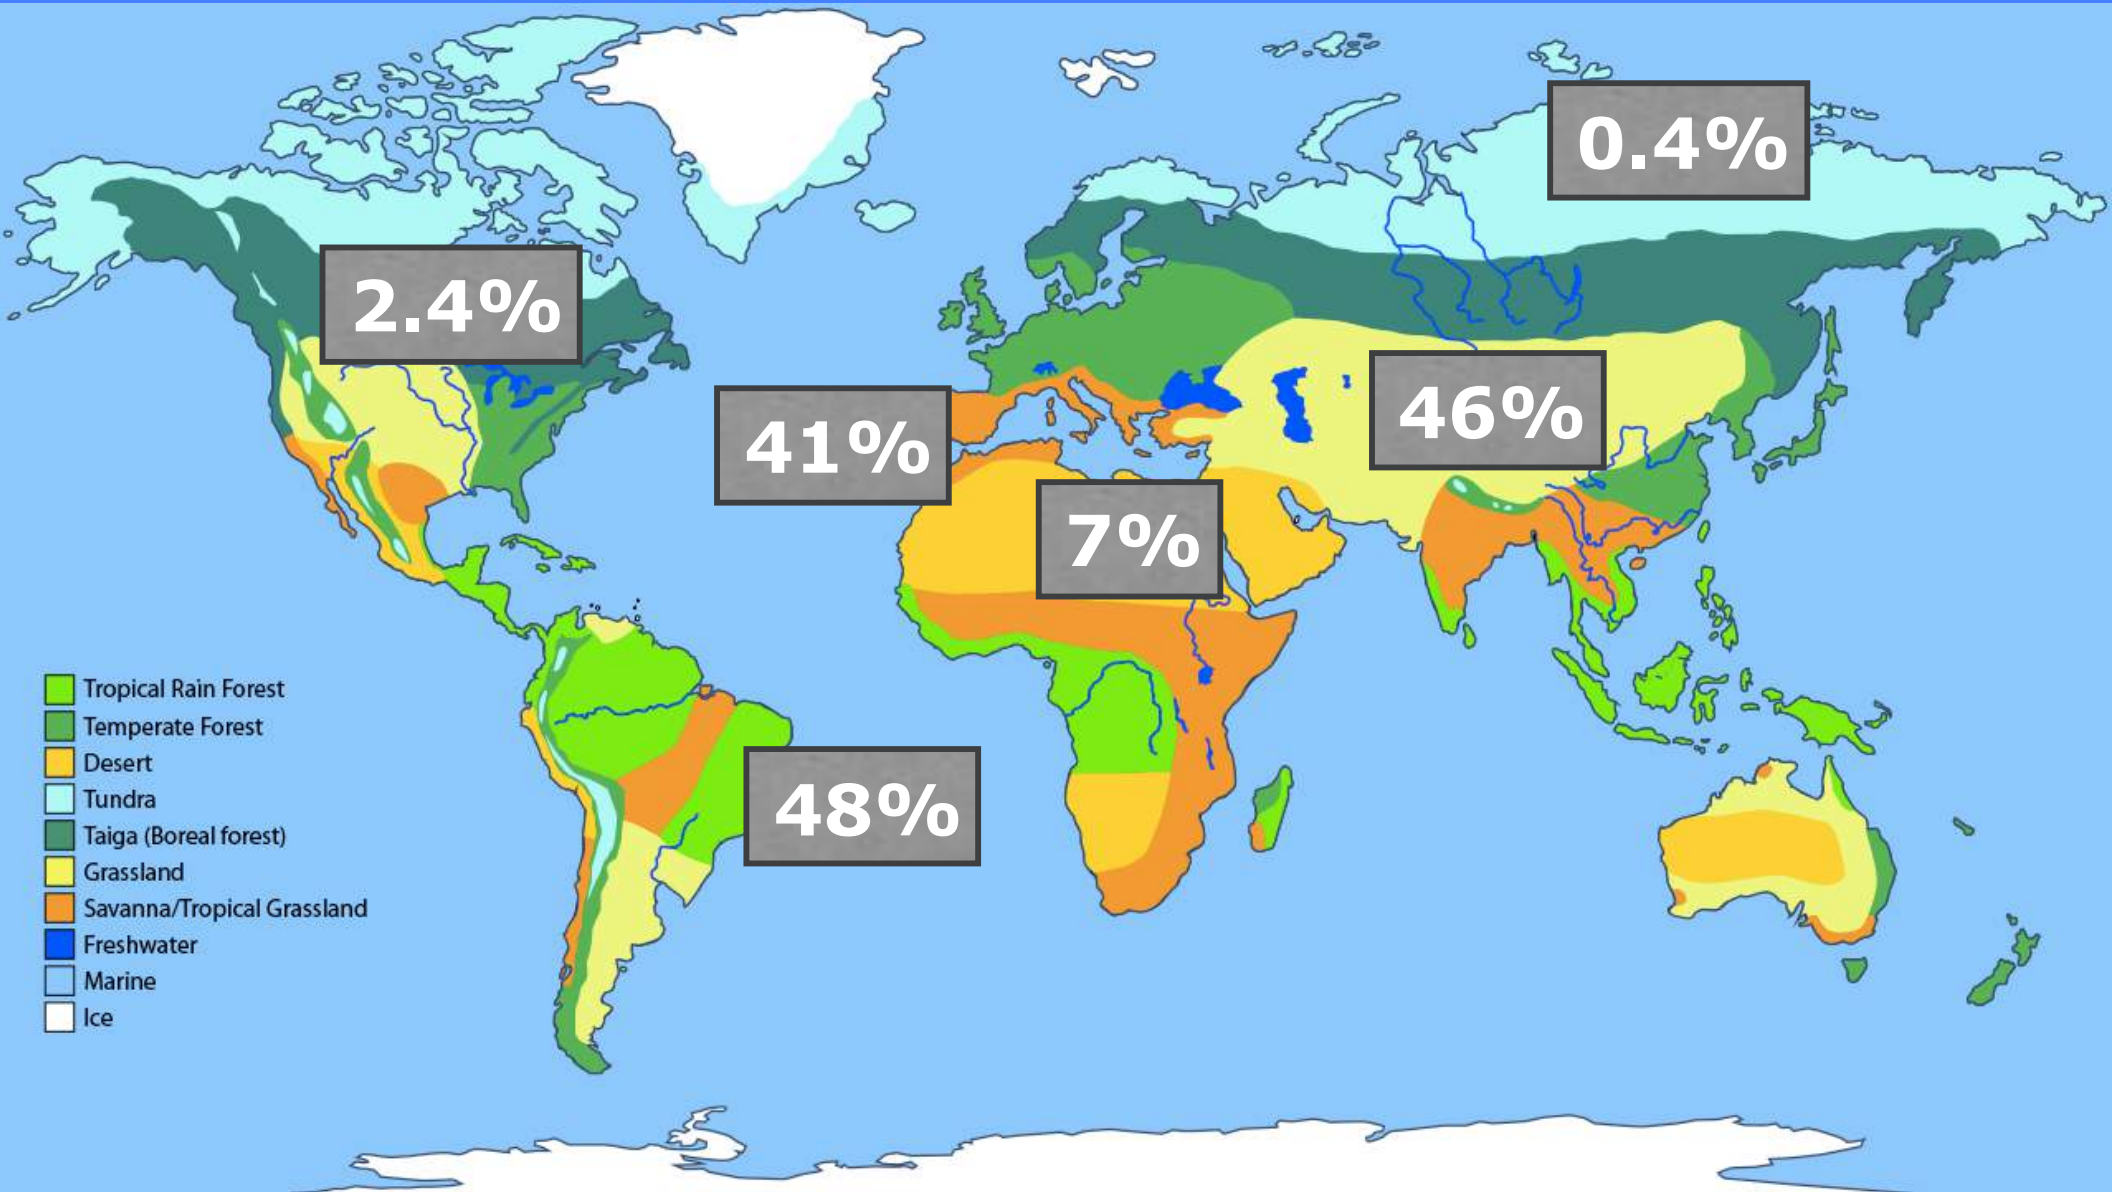 0.4%
2.4%
46%
41%
7%
48%
Tropical Rain Forest
Temperate Forest
Desert
Tundra
Taiga (Boreal forest)
Grassland
Savanna/Tropical Grassland
Freshwater
Marine
Ice